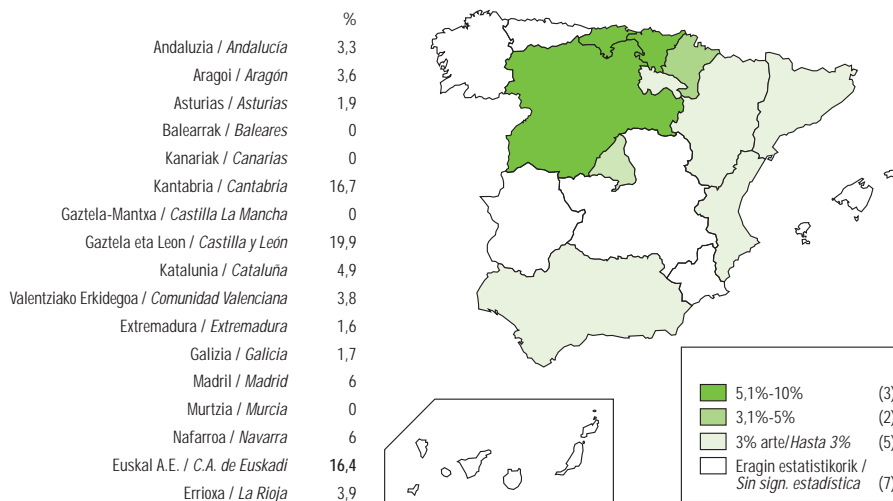 %
Andaluzia / Andalucía 3,3
Aragoi / Aragón 3,6
Asturias / Asturias 1,9
Balearrak / Baleares 0
Kanariak / Canarias 0
Kantabria / Cantabria 16,7
Gaztela-Mantxa / Castilla La Mancha 0
Gaztela eta Leon / Castilla y León 19,9
Katalunia / Cataluña 4,9
Valentziako Erkidegoa / Comunidad Valenciana 3,8
Extremadura / Extremadura 1,6
Galizia / Galicia 1,7
Madril / Madrid 6
Murtzia / Murcia 0
Nafarroa / Navarra 6
Euskal A.E. / C.A. de Euskadi 16,4
Errioxa / La Rioja 3,9
5,1%-10% (3)
3,1%-5% (2)
3% arte/Hasta 3% (5)
Eragin estatistikorik /
Sin sign. estadística (7)